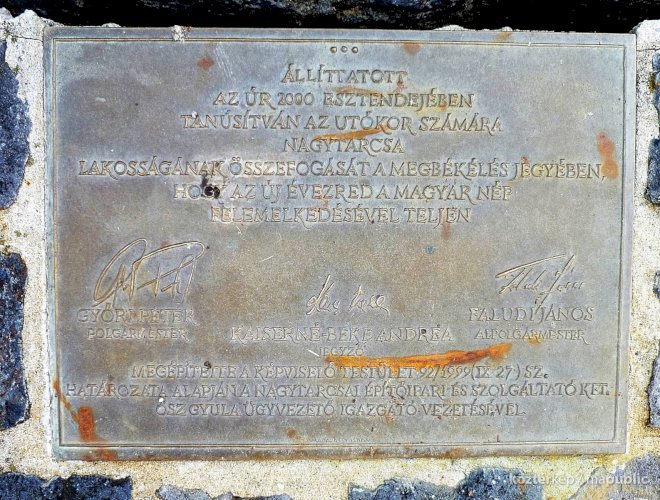 ÁLLÍTTATOTT
AZ ÚR 2000 ESZTENDEJÉBEN
TANÚSÍTVÁN AZ UTÓKOR SZÁMÁRA
NAGYTARCSA
LAKOSSÁGÁNAK ÖSSZEFOGÁSÁT A MEGBÉKÉLÉS JEGYÉBEN,
HOGY AZ ÚJ ÉVEZRED A MAGYAR NÉP
FELEMELKEDÉSÉVEL TELJEN
GYŐRI PÉTER
POLGÁRMESTER
KAISERNÉ BEKE ANDREA
JEGYZŐ
FALUDI JÁNOS
ALPOLGÁRMESTER
MEGÉPÍTETTE A KÉPVISELŐ TESTÜLET 92/1999 (IX. 27.) SZ.
HATÁROZATA ALAPJÁN A NAGYTARCSAI ÉPÍTŐIPARI ÉS SZOLGÁLTATÓ KFT.
ŐSZ GYULA ÜGYVEZETŐ IGAZGATÓ VEZETÉSÉVEL.
köztérkép / mapublic